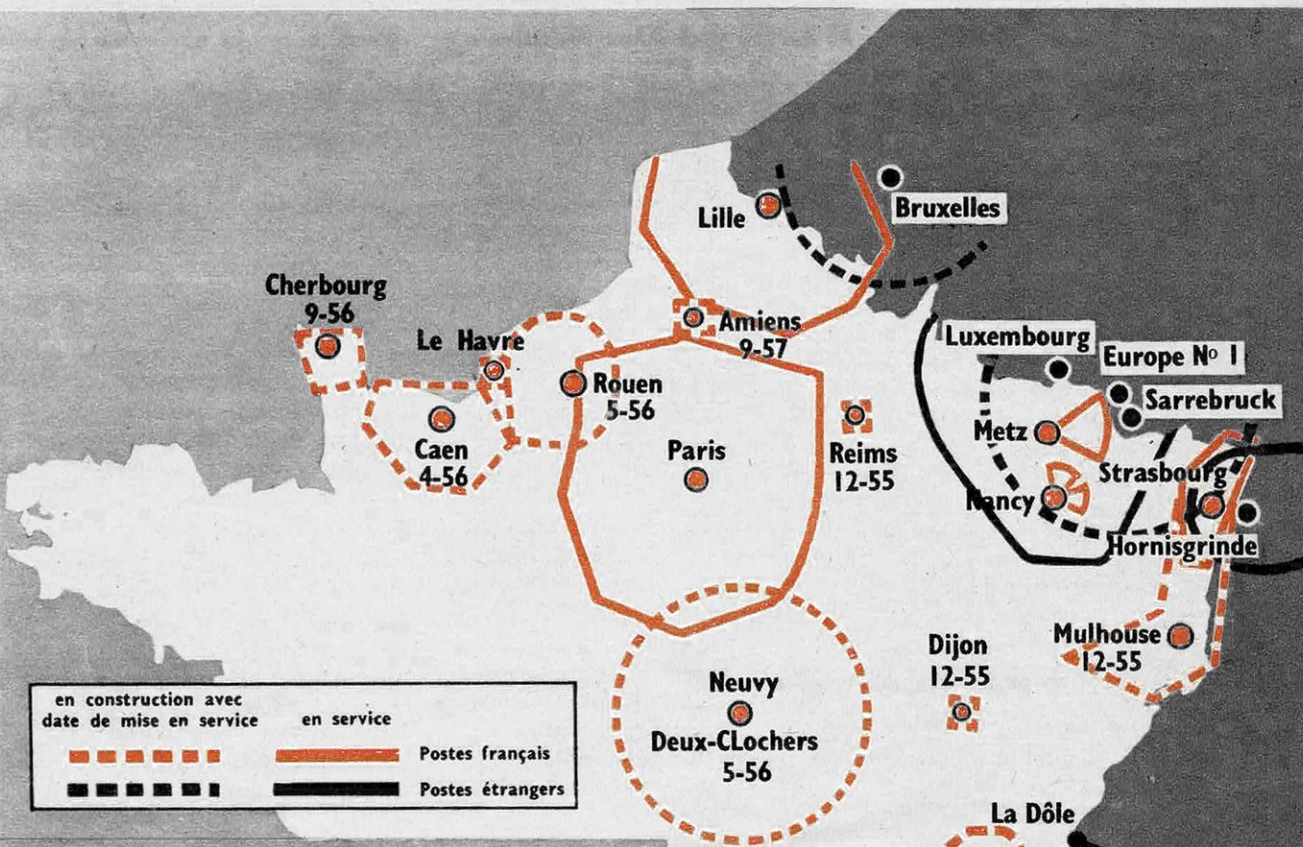 Lille
Bruxelles
Cherbourg
9-56
Le Havre
Amiens
9-57
Luxembourg
Europe Nº 1
Sarrebruck
Rouen
5-56
Caen
4-56
Paris
Reims
12-55
Metz
Nancy
Strasbourg
Hornisgrinde
Mulhouse
12-55
Dijon
12-55
Neuvy
Deux-CLochers
5-56
La Dôle
en construction avec
date de mise en service
en service
Postes français
Postes étrangers